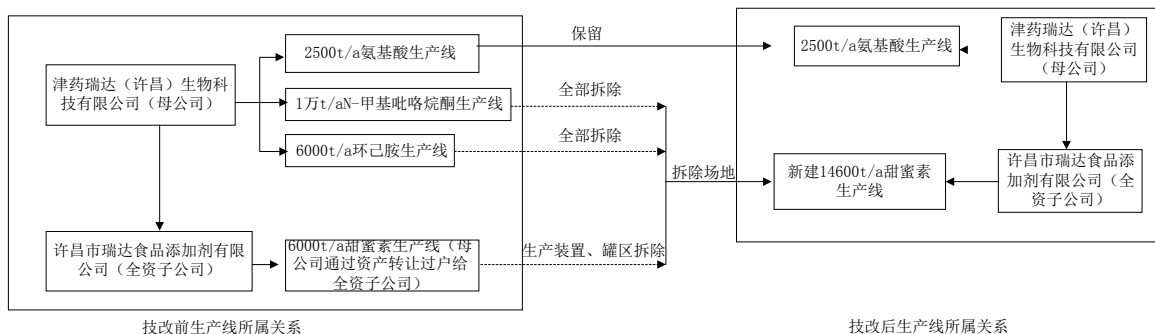 2500t/a氨基酸生产线
津药瑞达（许昌）生物科
技有限公司（母公司）
1万t/aN-甲基吡咯烷酮生产线
6000t/a环己胺生产线
许昌市瑞达食品添加剂有限
公司（全资子公司）
6000t/a甜蜜素生产线（母
公司通过资产转让过户给
全资子公司）
保留
全部拆除
全部拆除
生产装置、罐区拆除
拆除场地
2500t/a氨基酸生产线
津药瑞达（许昌）
生物科技有限公司
（母公司）
新建14600t/a甜蜜素
生产线
许昌市瑞达食品添
加剂有限公司（全
资子公司）
技改前生产线所属关系
技改后生产线所属关系